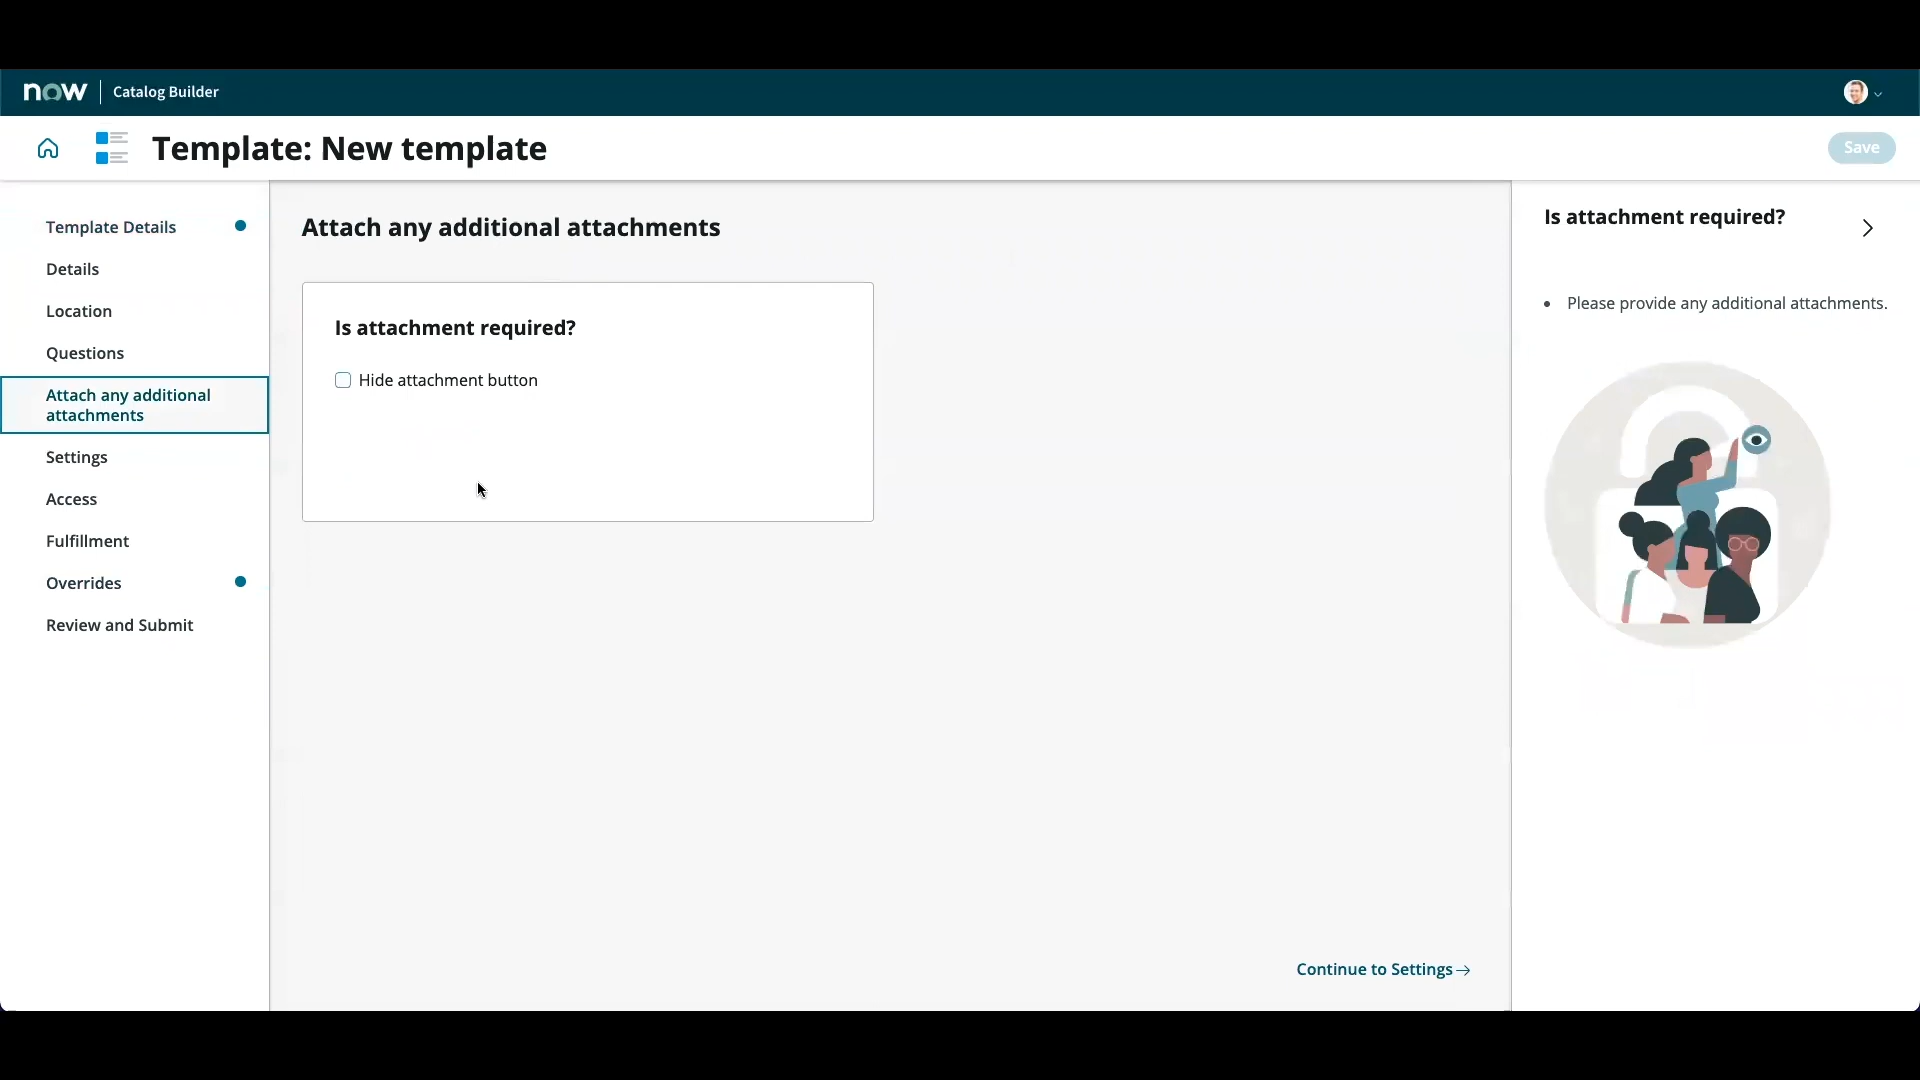 now Catalog Builder
Template: New template
Save
Template Details
Details
Location
Questions
Attach any additional
attachments
Settings
Access
Fulfillment
Overrides
Review and Submit
Attach any additional attachments
Is attachment required?
Hide attachment button
Continue to Settings
Is attachment required?
Please provide any additional attachments.